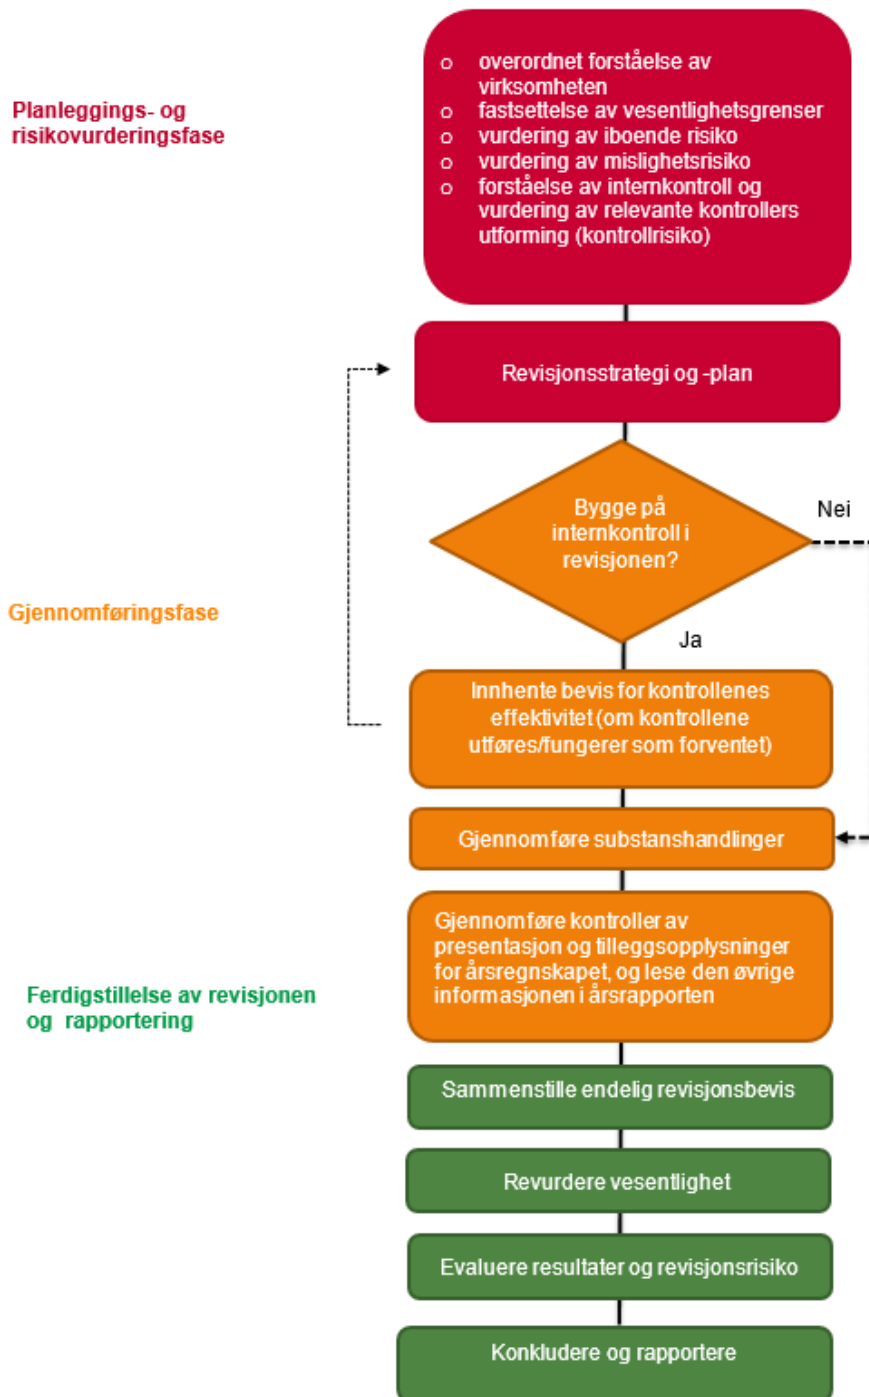 Planleggings- og
risikovurderingsfase
o overordnet forståelse av
virksomheten
o fastsettelse av vesentlighetsgrenser
o vurdering av iboende risiko
o vurdering av mislighetsrisiko
o forståelse av internkontroll og
vurdering av relevante kontrollers
utforming (kontrollrisiko)
Revisjonsstrategi og -plan
Bygge på
internkontroll i
revisjonen?
Nei
Gjennomføringsfase
Ja
Innhente bevis for kontrollenes
effektivitet (om kontrollene
utføres/fungerer som forventet)
Gjennomføre substanshandlinger
Gjennomføre kontroller av
presentasjon og tilleggsopplysninger
for årsregnskapet, og lese den øvrige
informasjonen i årsrapporten
Ferdigstillelse av revisjonen
og rapportering
Sammenstille endelig revisjonsbevis
Revurdere vesentlighet
Evaluere resultater og revisjonsrisiko
Konkludere og rapportere